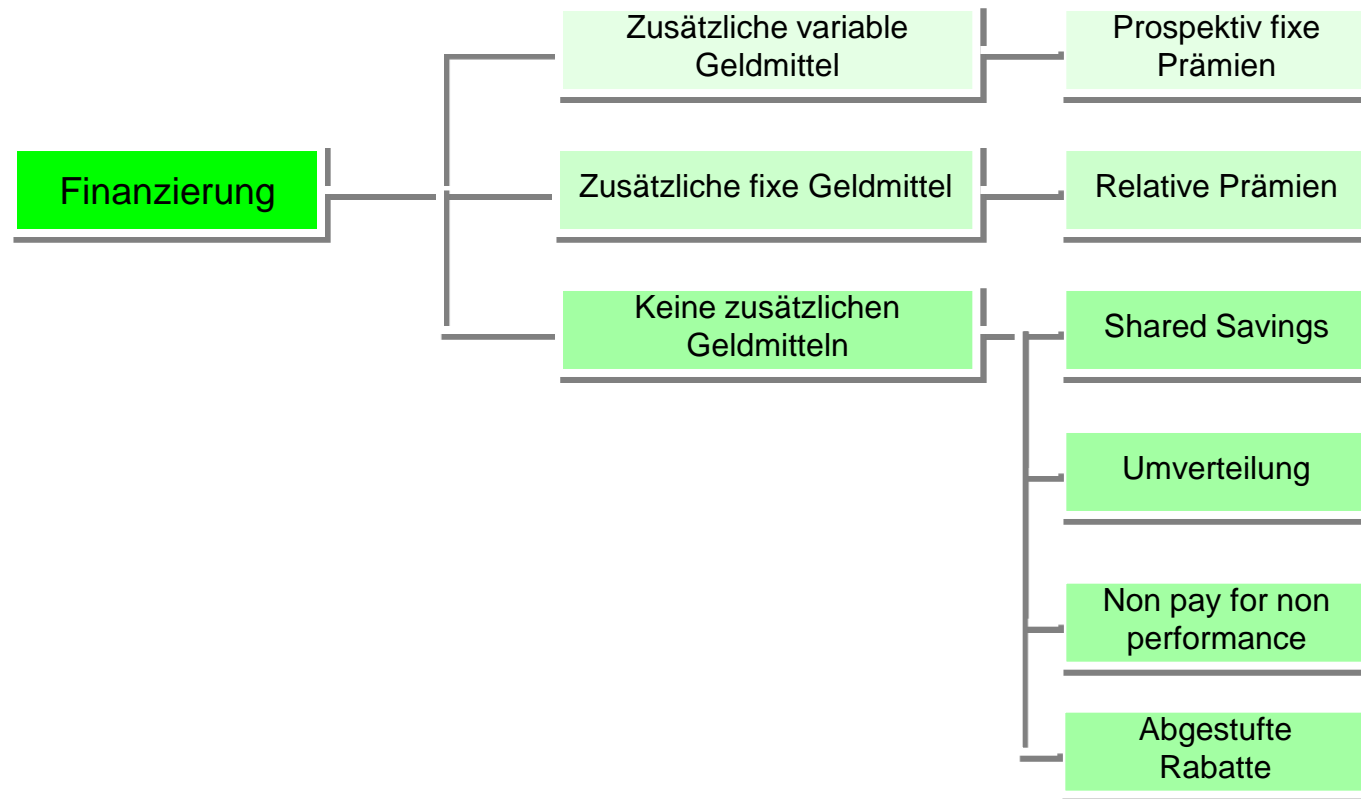 Zusätzliche variable
Geldmittel
Prospektiv fixe
Prämien
Finanzierung
Zusätzliche fixe Geldmittel
Relative Prämien
Keine zusätzlichen
Geldmitteln
Shared Savings
Umverteilung
Non pay for non
performance
Abgestufte
Rabatte